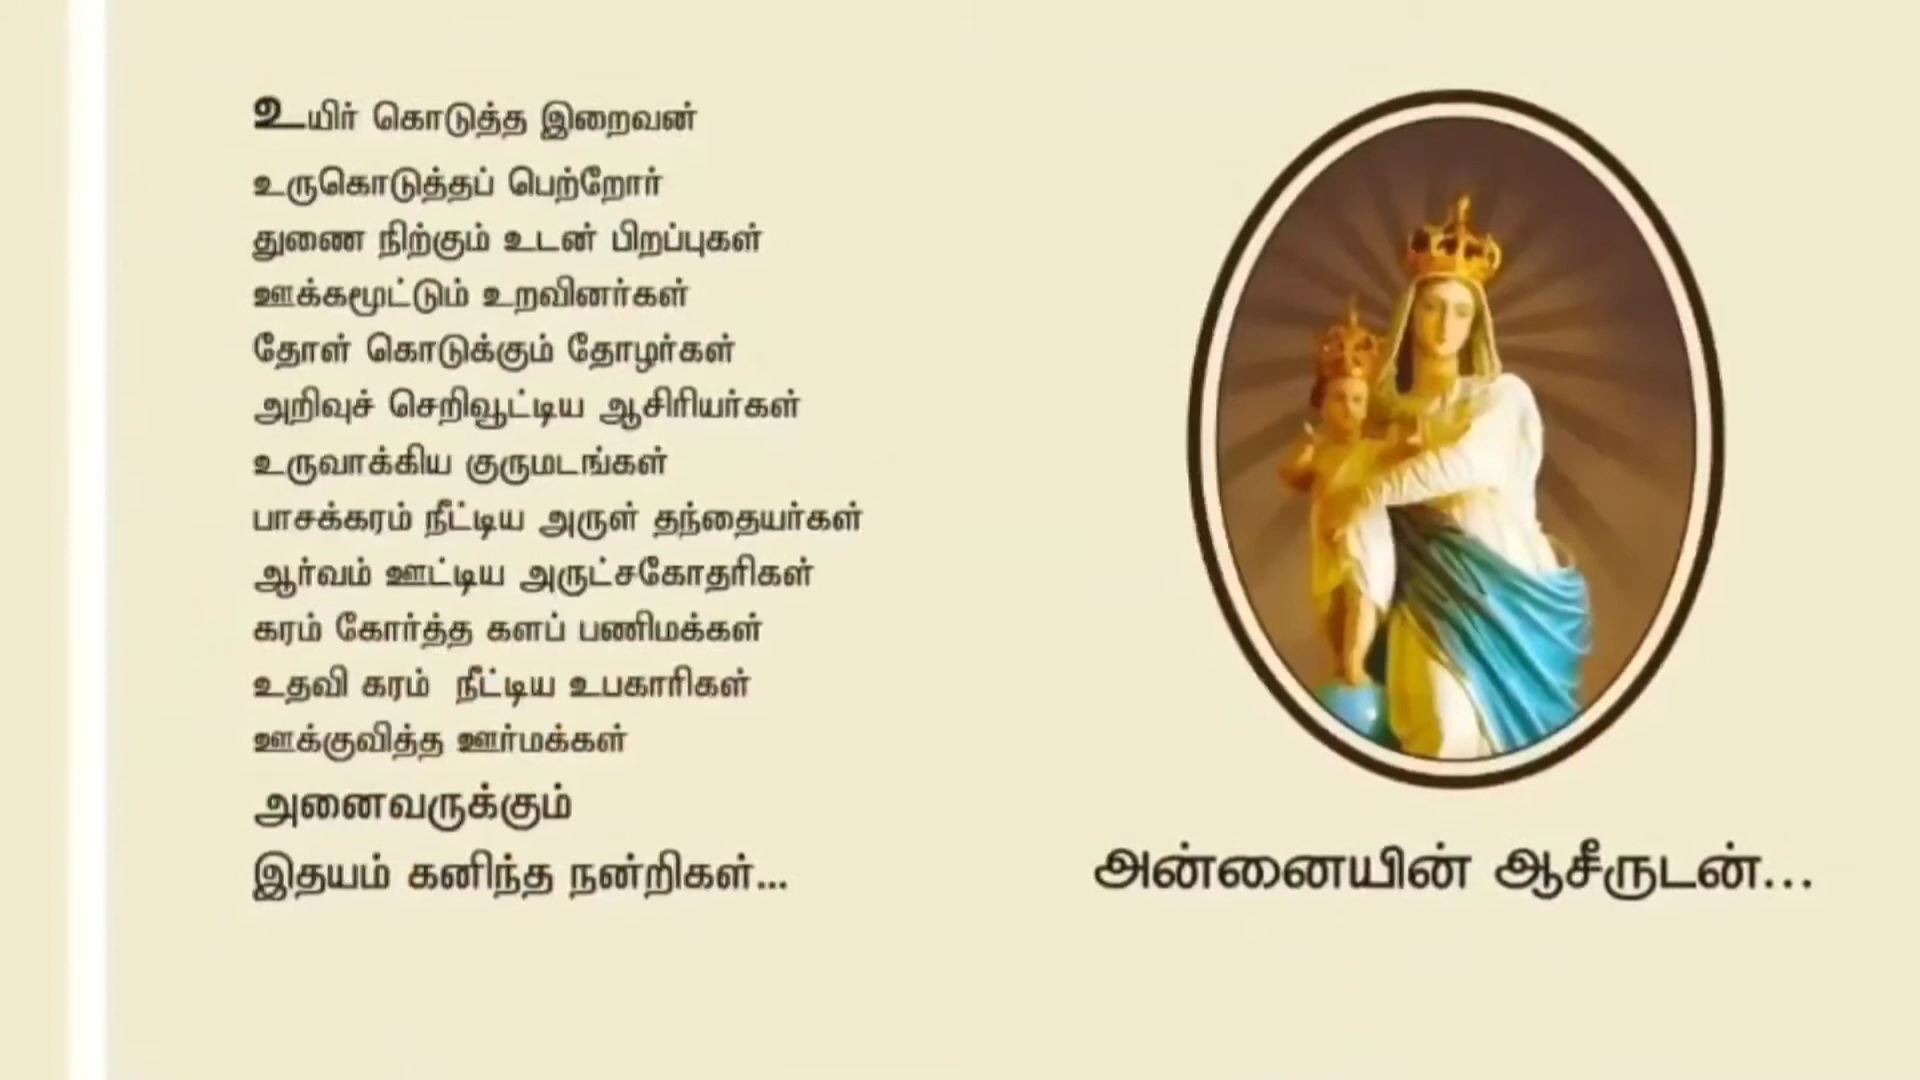 உயிர் கொடுத்த இறைவன்
உருகொடுத்தப் பெற்றோர்
துணை நிற்கும் உடன் பிறப்புகள்
ஊக்கமூட்டும் உறவினர்கள்
தோள் கொடுக்கும் தோழர்கள்
அறிவுச் செறிவூட்டிய ஆசிரியர்கள்
உருவாக்கிய குருமடங்கள்
பாசக்கரம் நீட்டிய அருள் தந்தையர்கள்
ஆர்வம் ஊட்டிய அருட்சகோதரிகள்
கரம் கோர்த்த களப் பணிமக்கள்
உதவி கரம் நீட்டிய உபகாரிகள்
ஊக்குவித்த ஊர்மக்கள்
அனைவருக்கும்
இதயம் கனிந்த நன்றிகள்...
அன்னையின் ஆசீருடன்...